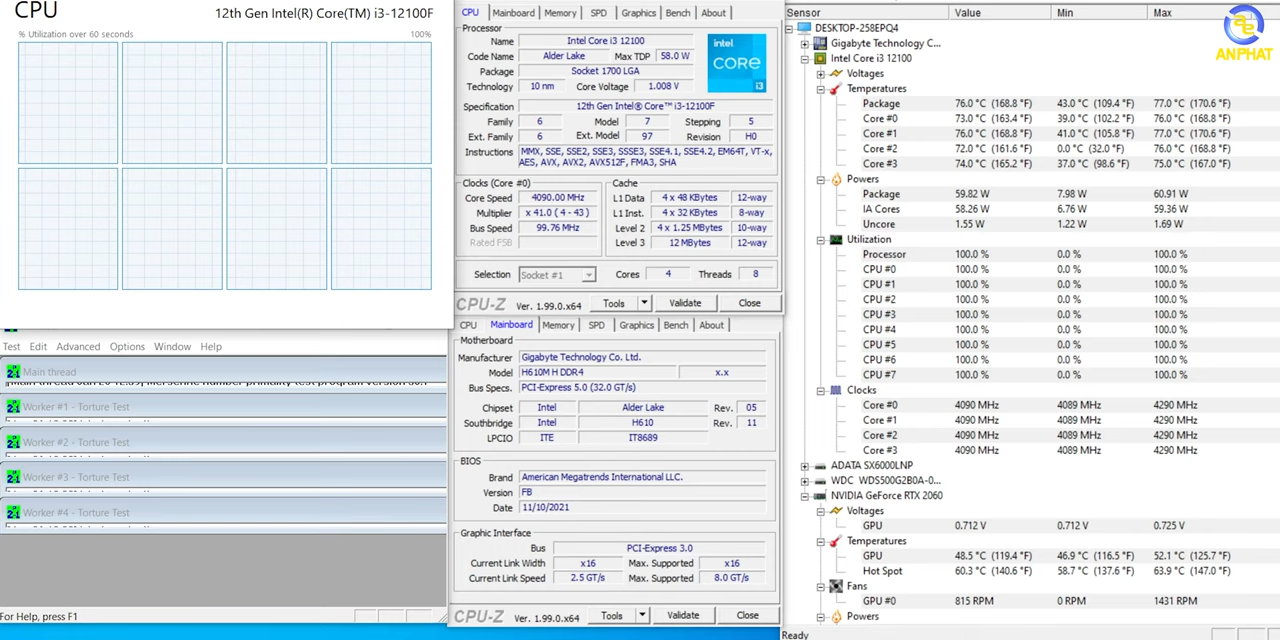 CPU
12th Gen Intel(R) Core(TM) i3-12100F
% Utilization over 60 seconds
100%
Test Edit Advanced Options Window Help
Main thread
Worker #1 - Torture Test
Worker #2 - Torture Test
Worker #3 - Torture Test
Worker #4 - Torture Test
For Help, press F1
CPU Mainboard Memory SPD Graphics Bench About
Processor
Name Intel Core i3 12100
Code Name Alder Lake Max TDP 58.0 W
Package Socket 1700 LGA
Technology 10 nm Core Voltage 1.008 V
intel
CORE
i3
Specification 12th Gen Intel® Core™ i3-12100F
Family 6 Model 7 Stepping 5
Ext. Family 6 Ext. Model 97 Revision H0
Instructions MMX, SSE, SSE2, SSE3, SSSE3, SSE4.1, SSE4.2, EM64T, VT-x,
AES, AVX, AVX2, AVX512F, FMA3, SHA
Clocks (Core #0)
Core Speed 4090.00 MHz
Multiplier x 41.0 ( 4 - 43 )
Bus Speed 99.76 MHz
Rated FSB
Cache
L1 Data 4 x 48 KBytes 12-way
L1 Inst. 4 x 32 KBytes 8-way
Level 2 4 x 1.25 MBytes 10-way
Level 3 12 MBytes 12-way
Selection Socket #1 Cores 4 Threads 8
CPU-Z Ver. 1.99.0.x64 Tools Validate Close
CPU Mainboard Memory SPD Graphics Bench About
Motherboard
Manufacturer Gigabyte Technology Co. Ltd.
Model H610M H DDR4 x.x
Bus Specs. PCI-Express 5.0 (32.0 GT/s)
Chipset Intel Alder Lake Rev. 05
Southbridge Intel H610 Rev. 11
LPCIO ITE IT8689
BIOS
Brand American Megatrends International LLC.
Version FB
Date 11/10/2021
Graphic Interface
Bus PCI-Express 3.0
Current Link Width x16 Max. Supported x16
Current Link Speed 2.5 GT/s Max. Supported 8.0 GT/s
CPU-Z Ver. 1.99.0.x64 Tools Validate Close
Sensor Value Min Max
DESKTOP-258EPQ4
Gigabyte Technology C...
Intel Core i3 12100
Voltages
Temperatures
Package 76.0 °C (168.8 °F) 43.0 °C (109.4 °F) 77.0 °C (170.6 °F)
Core #0 73.0 °C (163.4 °F) 39.0 °C (102.2 °F) 76.0 °C (168.8 °F)
Core #1 76.0 °C (168.8 °F) 41.0 °C (105.8 °F) 77.0 °C (170.6 °F)
Core #2 72.0 °C (161.6 °F) 0.0 °C (32.0 °F) 76.0 °C (168.8 °F)
Core #3 74.0 °C (165.2 °F) 37.0 °C (98.6 °F) 75.0 °C (167.0 °F)
Powers
Package 59.82 W 7.98 W 60.91 W
IA Cores 58.26 W 6.76 W 59.36 W
Uncore 1.55 W 1.22 W 1.69 W
Utilization
Processor 100.0 % 0.0 % 100.0 %
CPU #0 100.0 % 0.0 % 100.0 %
CPU #1 100.0 % 0.0 % 100.0 %
CPU #2 100.0 % 0.0 % 100.0 %
CPU #3 100.0 % 0.0 % 100.0 %
CPU #4 100.0 % 0.0 % 100.0 %
CPU #5 100.0 % 0.0 % 100.0 %
CPU #6 100.0 % 0.0 % 100.0 %
CPU #7 100.0 % 0.0 % 100.0 %
Clocks
Core #0 4090 MHz 4089 MHz 4290 MHz
Core #1 4090 MHz 4089 MHz 4290 MHz
Core #2 4090 MHz 4089 MHz 4290 MHz
Core #3 4090 MHz 4089 MHz 4290 MHz
ADATA SX6000LNP
WDC WDS500G2B0A-0...
NVIDIA GeForce RTX 2060
Voltages
GPU 0.712 V 0.712 V 0.725 V
Temperatures
GPU 48.5 °C (119.4 °F) 46.9 °C (116.5 °F) 52.1 °C (125.7 °F)
Hot Spot 60.3 °C (140.6 °F) 58.7 °C (137.6 °F) 63.9 °C (147.0 °F)
Fans
GPU #0 815 RPM 0 RPM 1431 RPM
Powers
Ready
ANPHAT